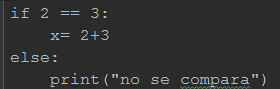 if 2 == 3:
    x= 2+3
else:
    print("no se compara")